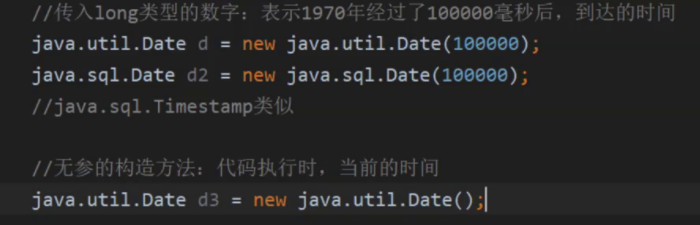 //传入long类型的数字：表示1970年经过了100000毫秒后，到达的时间
java.util.Date d = new java.util.Date(100000);
java.sql.Date d2 = new java.sql.Date(100000);
//java.sql.Timestamp类似
//无参的构造方法：代码执行时，当前的时间
java.util.Date d3 = new java.util.Date();